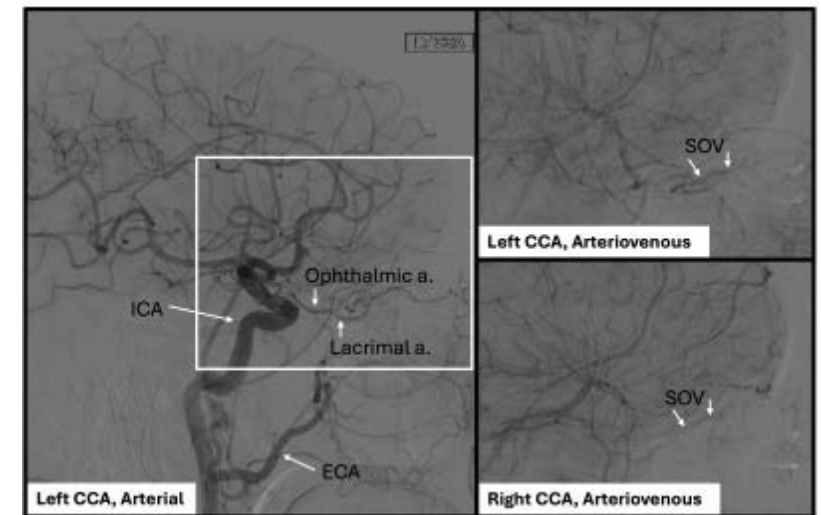 Ophthalmic a.
ICA
Lacrimal a.
ECA
Left CCA, Arterial
SOV
Left CCA, Arteriovenous
SOV
Right CCA, Arteriovenous